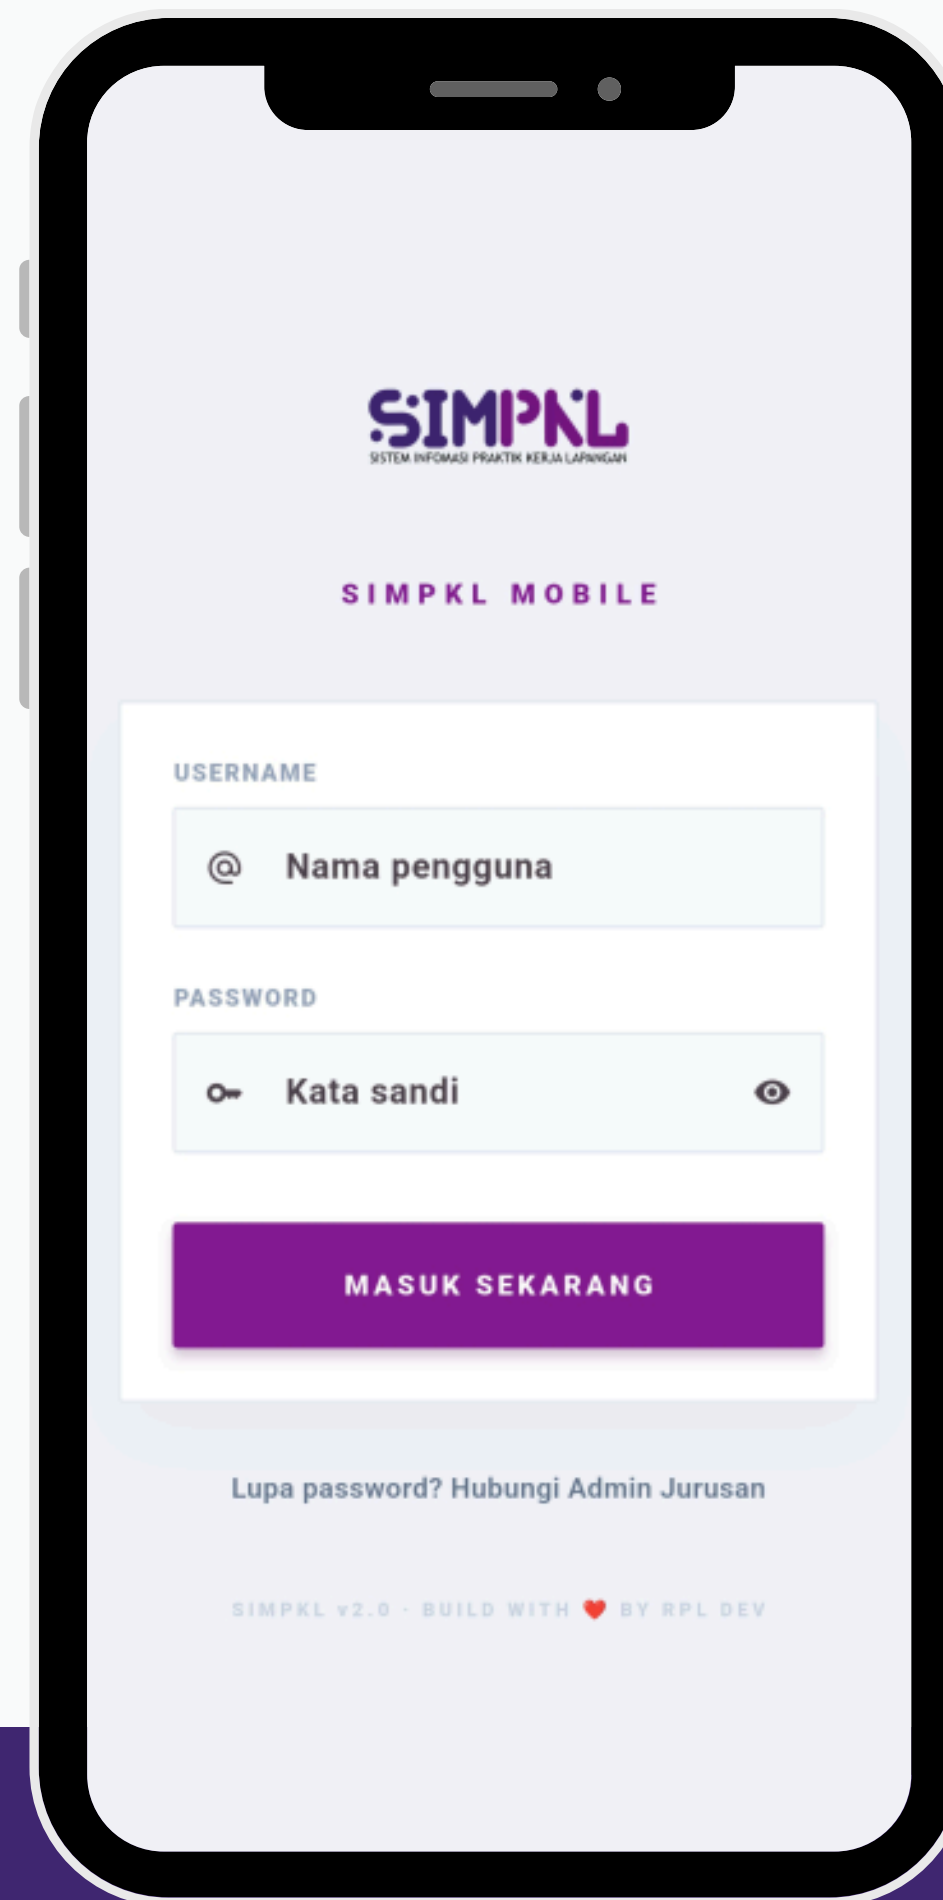 SIMPKL
SISTEM INFOMASI PRAKTIK KERJA LAPANGAN
SIMPKL MOBILE
USERNAME
@ Nama pengguna
PASSWORD
Kata sandi
MASUK SEKARANG
Lupa password? Hubungi Admin Jurusan
SIMPKL v2.0 · BUILD WITH ❤️ BY RPL DEV